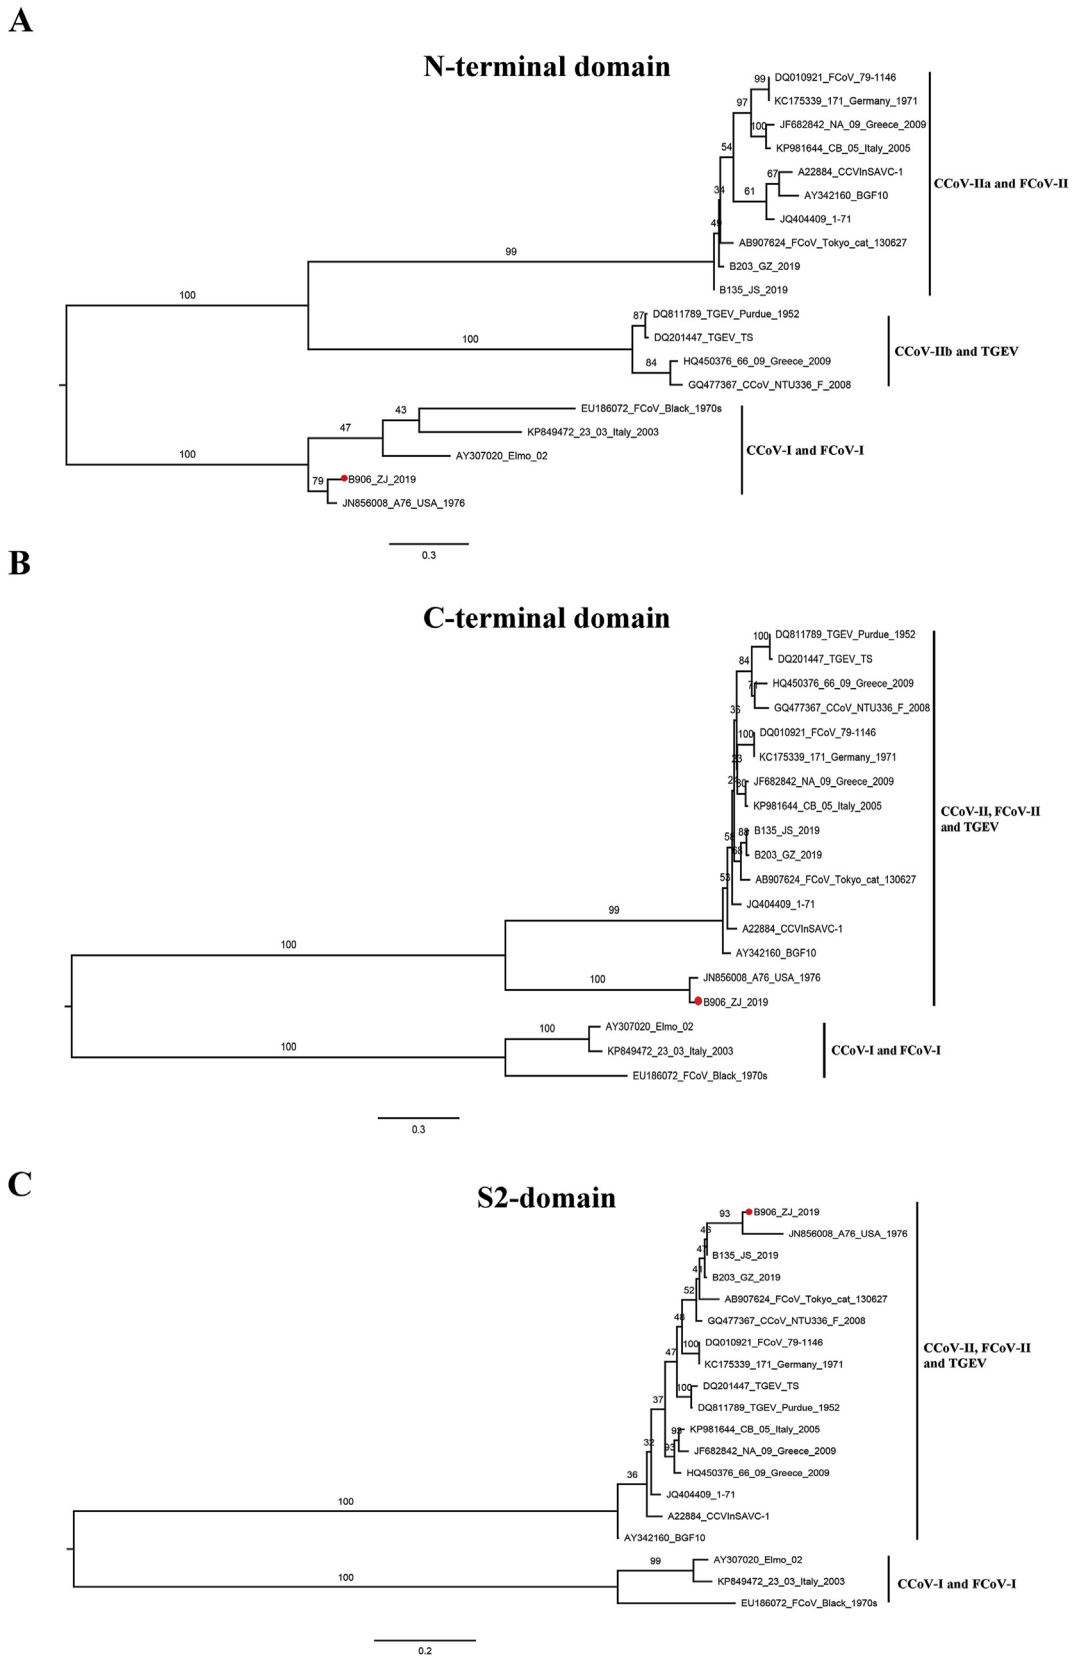 A
N-terminal domain
99
DQ010921_FCoV_79-1146
97
KC175339_171_Germany_1971
100
JF682842_NA_09_Greece_2009
54
KP981644_CB_05_Italy_2005
67
A22884_CCVInSAVC-1
CCoV-IIa and FCoV-II
34
61
AY342160_BGF10
JQ404409_1-71
49
AB907624_FCoV_Tokyo_cat_130627
99
B203_GZ_2019
100
B135_JS_2019
87
DQ811789_TGEV_Purdue_1952
100
DQ201447_TGEV_TS
CCoV-IIb and TGEV
84
HQ450376_66_09_Greece_2009
GQ477367_CCoV_NTU336_F_2008
43
EU186072_FCoV_Black_1970s
47
KP849472_23_03_Italy_2003
100
AY307020_Elmo_02
CCoV-I and FCoV-I
79
B906_ZJ_2019
JN856008_A76_USA_1976
0.3
B
C-terminal domain
100
DQ811789_TGEV_Purdue_1952
84
DQ201447_TGEV_TS
HQ450376_66_09_Greece_2009
GQ477367_CCoV_NTU336_F_2008
100
DQ010921_FCoV_79-1146
KC175339_171_Germany_1971
JF682842_NA_09_Greece_2009
KP981644_CB_05_Italy_2005
CCoV-II, FCoV-II
and TGEV
B135_JS_2019
B203_GZ_2019
AB907624_FCoV_Tokyo_cat_130627
JQ404409_1-71
99
A22884_CCVInSAVC-1
100
AY342160_BGF10
100
JN856008_A76_USA_1976
B906_ZJ_2019
100
AY307020_Elmo_02
100
KP849472_23_03_Italy_2003
CCoV-I and FCoV-I
EU186072_FCoV_Black_1970s
0.3
C
S2-domain
93
B906_ZJ_2019
JN856008_A76_USA_1976
B135_JS_2019
B203_GZ_2019
52
AB907624_FCoV_Tokyo_cat_130627
GQ477367_CCoV_NTU336_F_2008
48
100
DQ010921_FCoV_79-1146
CCoV-II, FCoV-II
and TGEV
47
KC175339_171_Germany_1971
100
DQ201447_TGEV_TS
37
DQ811789_TGEV_Purdue_1952
93
KP981644_CB_05_Italy_2005
93
JF682842_NA_09_Greece_2009
32
HQ450376_66_09_Greece_2009
36
JQ404409_1-71
100
A22884_CCVInSAVC-1
AY342160_BGF10
99
AY307020_Elmo_02
100
KP849472_23_03_Italy_2003
CCoV-I and FCoV-I
EU186072_FCoV_Black_1970s
0.2